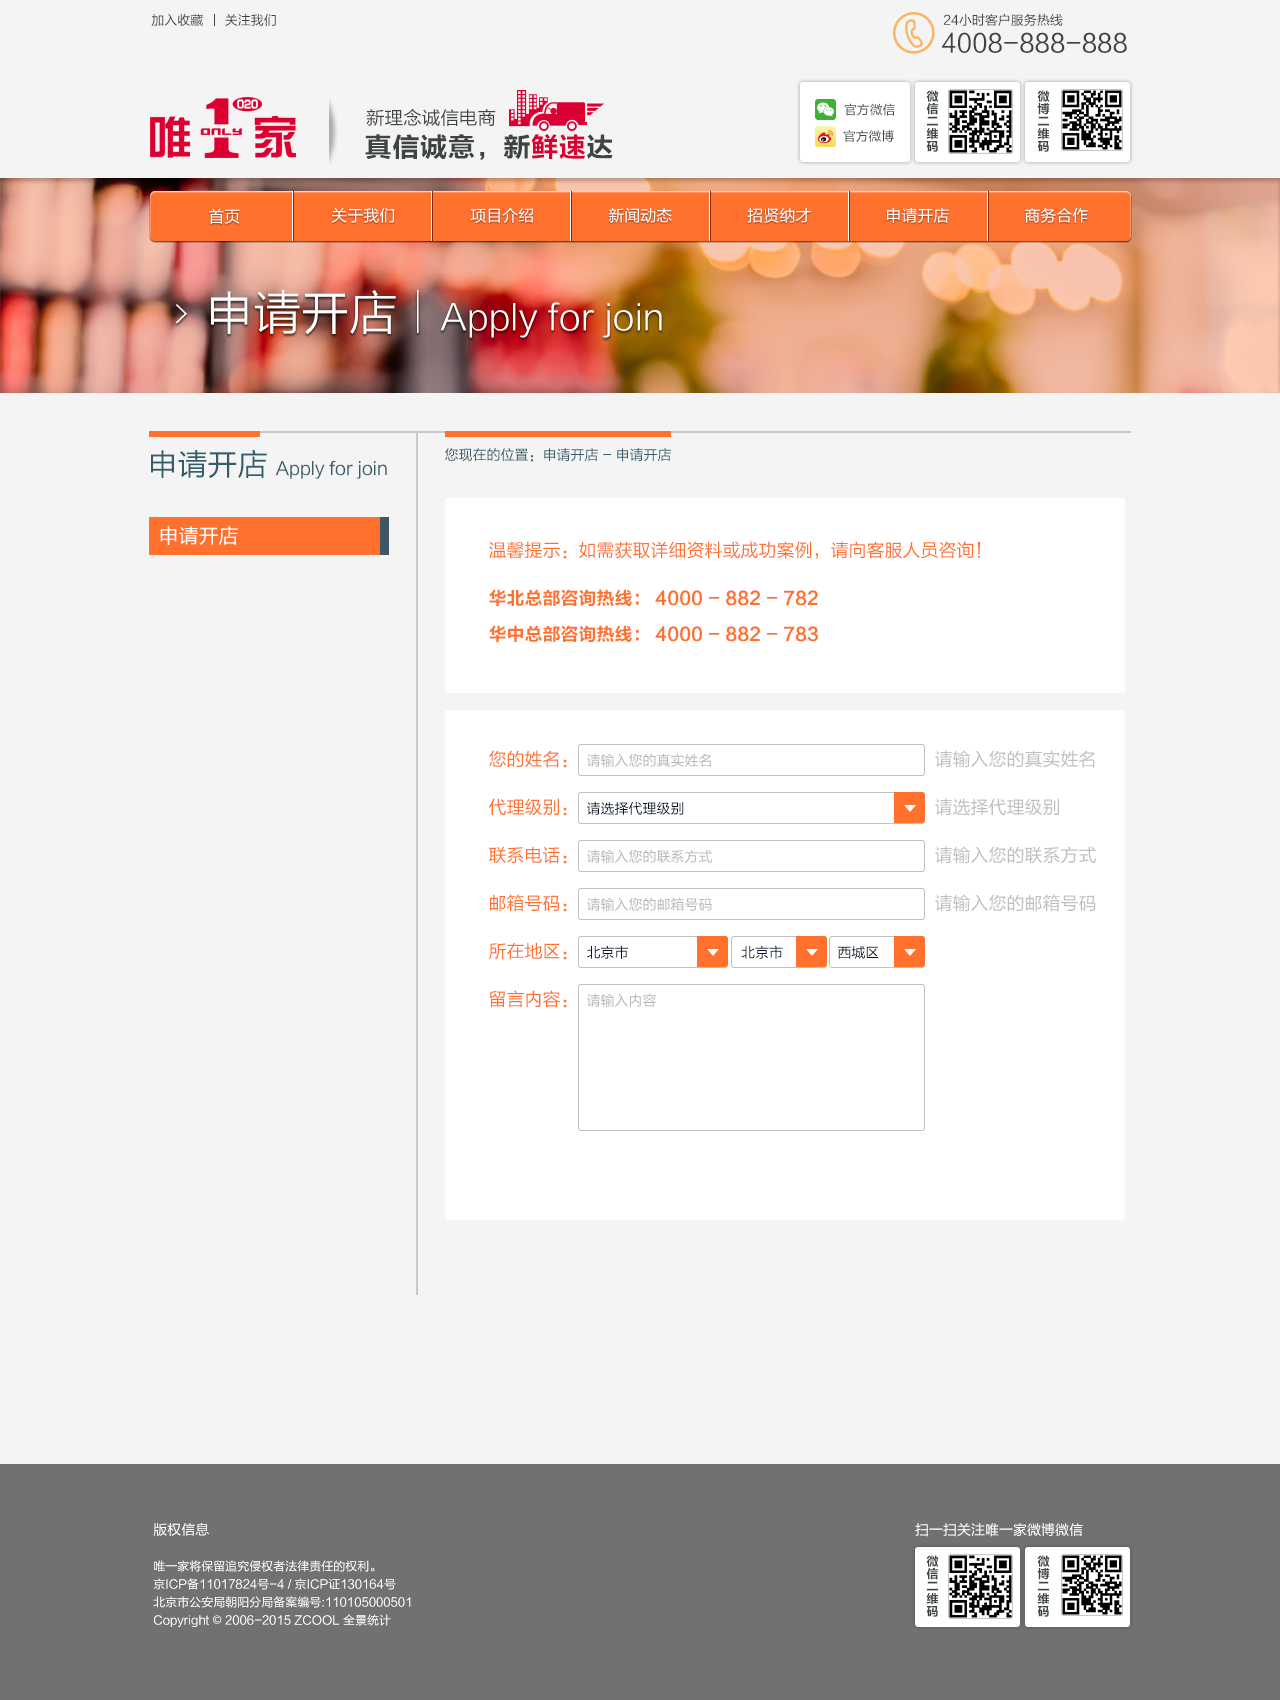 加入收藏 | 关注我们
24小时客户服务热线
4008-888-888
唯1家
O2O
ONLY
新理念诚信电商
真信诚意，新鲜速达
官方微信
官方微博
微信二维码
微博二维码
首页
关于我们
项目介绍
新闻动态
招贤纳才
申请开店
商务合作
> 申请开店 | Apply for join
申请开店 Apply for join
您现在的位置：申请开店 - 申请开店
申请开店
温馨提示：如需获取详细资料或成功案例，请向客服人员咨询！
华北总部咨询热线： 4000 - 882 - 782
华中总部咨询热线： 4000 - 882 - 783
您的姓名： 请输入您的真实姓名 请输入您的真实姓名
代理级别： 请选择代理级别 请选择代理级别
联系电话： 请输入您的联系方式 请输入您的联系方式
邮箱号码： 请输入您的邮箱号码 请输入您的邮箱号码
所在地区： 北京市 北京市 西城区
留言内容： 请输入内容
版权信息
唯一家将保留追究侵权者法律责任的权利。
京ICP备11017824号-4 / 京ICP证130164号
北京市公安局朝阳分局备案编号:110105000501
Copyright © 2006-2015 ZCOOL 全景统计
扫一扫关注唯一家微博微信
微信二维码
微博二维码